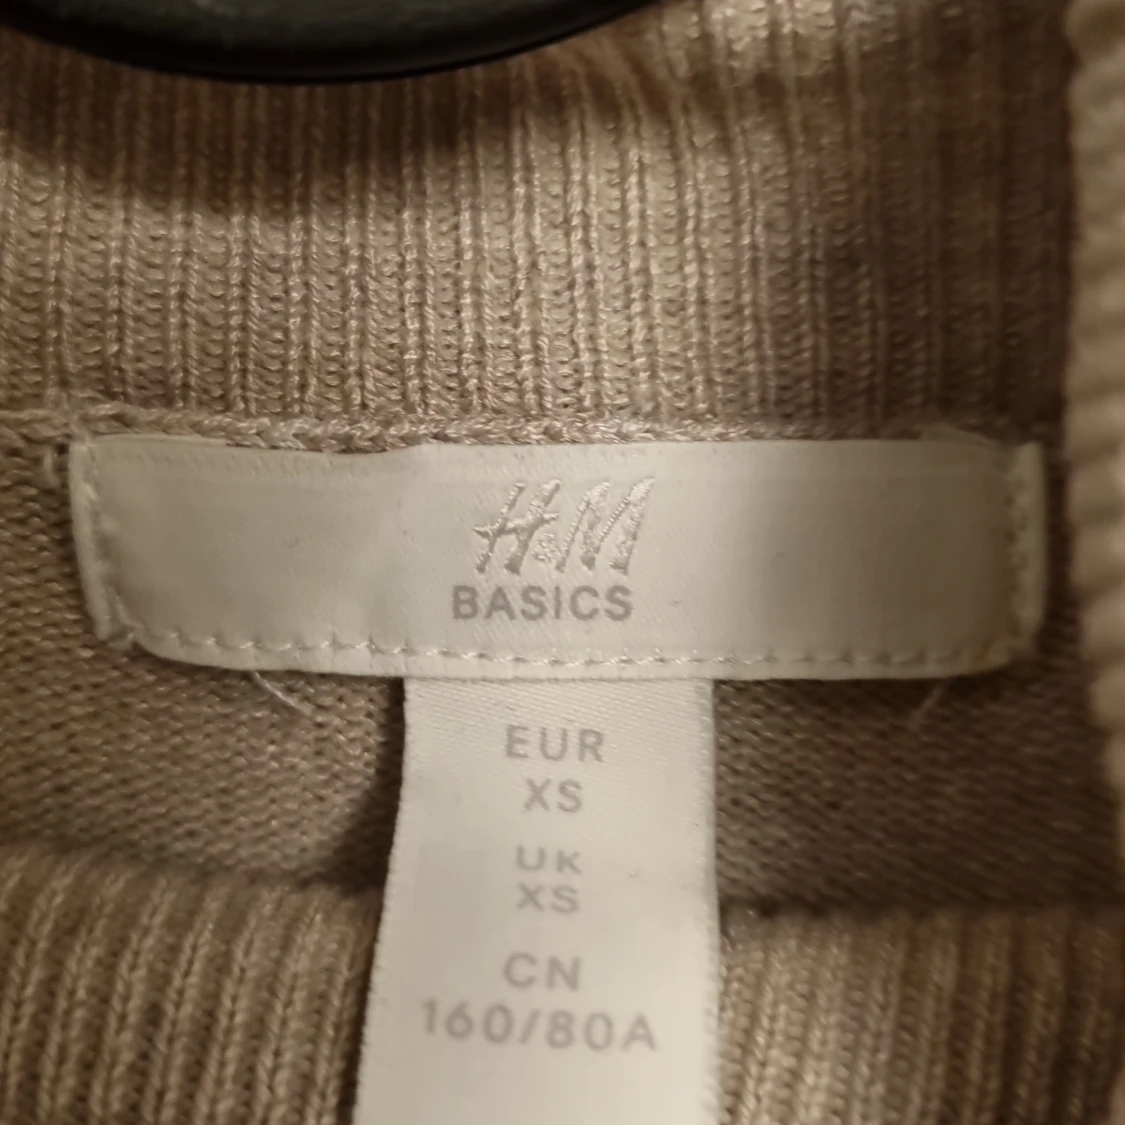 H&M
BASICS
EUR
XS
UK
XS
CN
160/80A